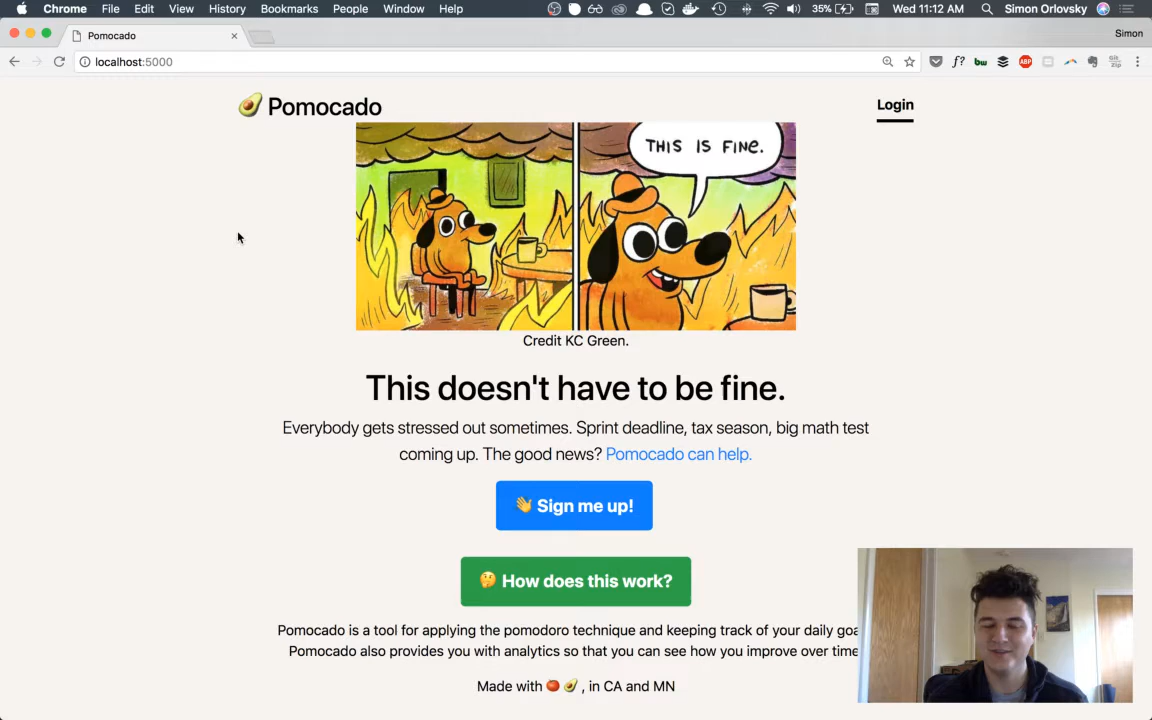 Chrome File Edit View History Bookmarks People Window Help 35% Wed 11:12 AM Simon Orlovsky
Pomocado Simon
localhost:5000 f? bw ABP
Pomocado Login
THIS IS FINE.
Credit KC Green.
This doesn't have to be fine.
Everybody gets stressed out sometimes. Sprint deadline, tax season, big math test
coming up. The good news? Pomocado can help.
Sign me up!
How does this work?
Pomocado is a tool for applying the pomodoro technique and keeping track of your daily goa
Pomocado also provides you with analytics so that you can see how you improve over time
Made with , in CA and MN